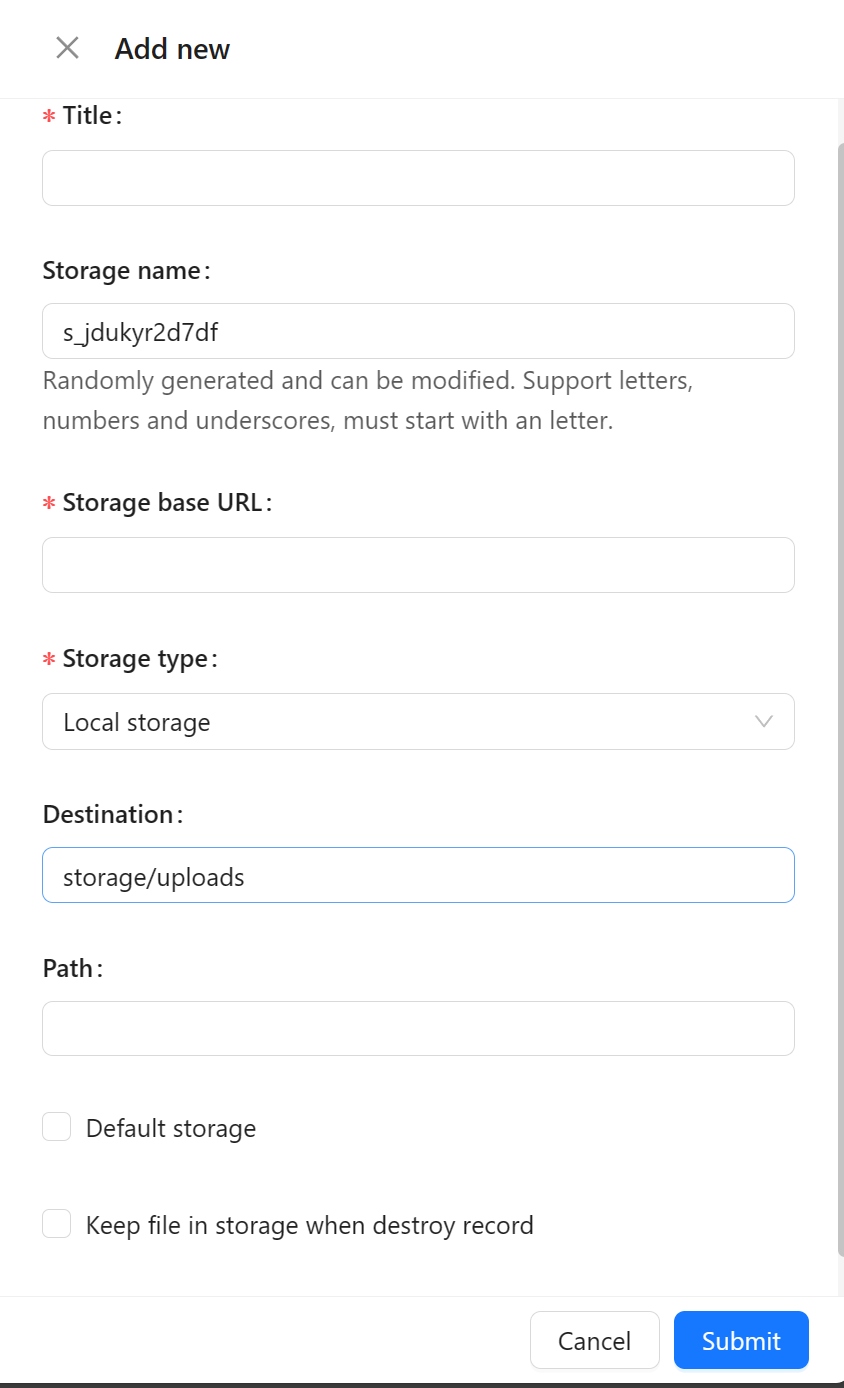 Add new
* Title:
Storage name:
s_jdukyr2d7df
Randomly generated and can be modified. Support letters,
numbers and underscores, must start with an letter.
* Storage base URL:
* Storage type:
Local storage
Destination:
storage/uploads
Path:
Default storage
Keep file in storage when destroy record
Cancel
Submit